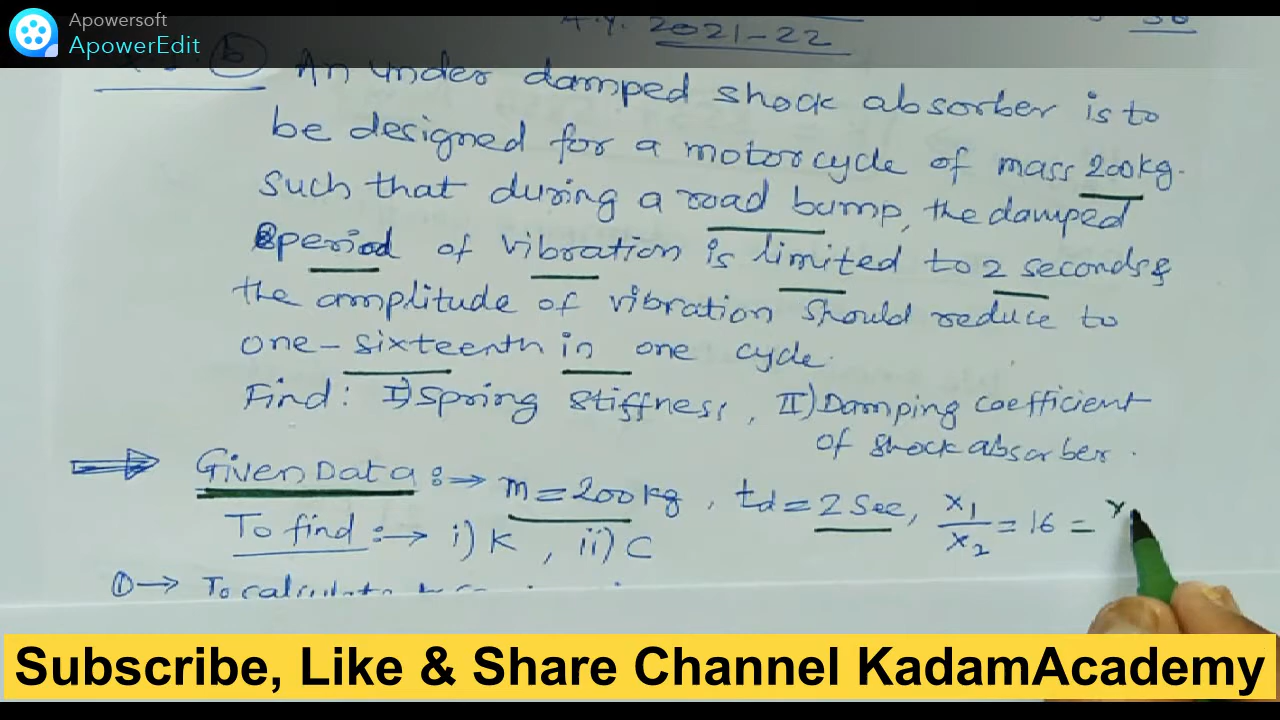 Apowersoft
ApowerEdit
A.Y. 2021-22
b) An under damped shock absorber is to
be designed for a motorcycle of mass 200kg.
Such that during a road bump, the damped
period of vibration is limited to 2 seconds &
the amplitude of vibration should reduce to
one-sixteenth in one cycle.
Find: I) Spring stiffness, II) Damping coefficient
of shock absorber.
Given Data :→ m = 200kg, td = 2 Sec, x1/x2 = 16 =
To find :→ i) K, ii) C
①→ To calculate
Subscribe, Like & Share Channel KadamAcademy